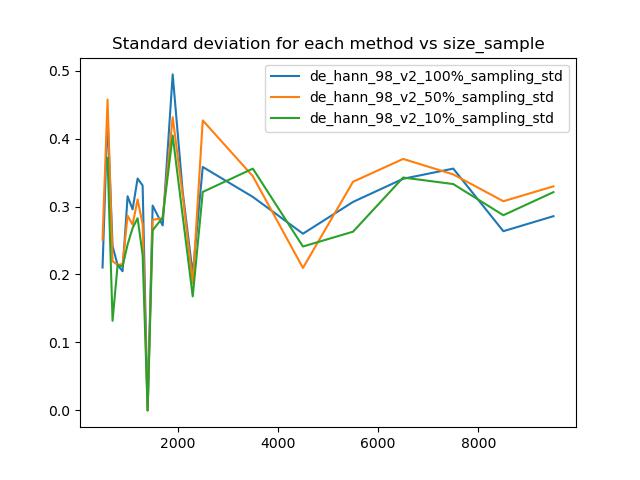 Standard deviation for each method vs size_sample
de_hann_98_v2_100%_sampling_std
de_hann_98_v2_50%_sampling_std
de_hann_98_v2_10%_sampling_std
0.5
0.4
0.3
0.2
0.1
0.0
2000 4000 6000 8000